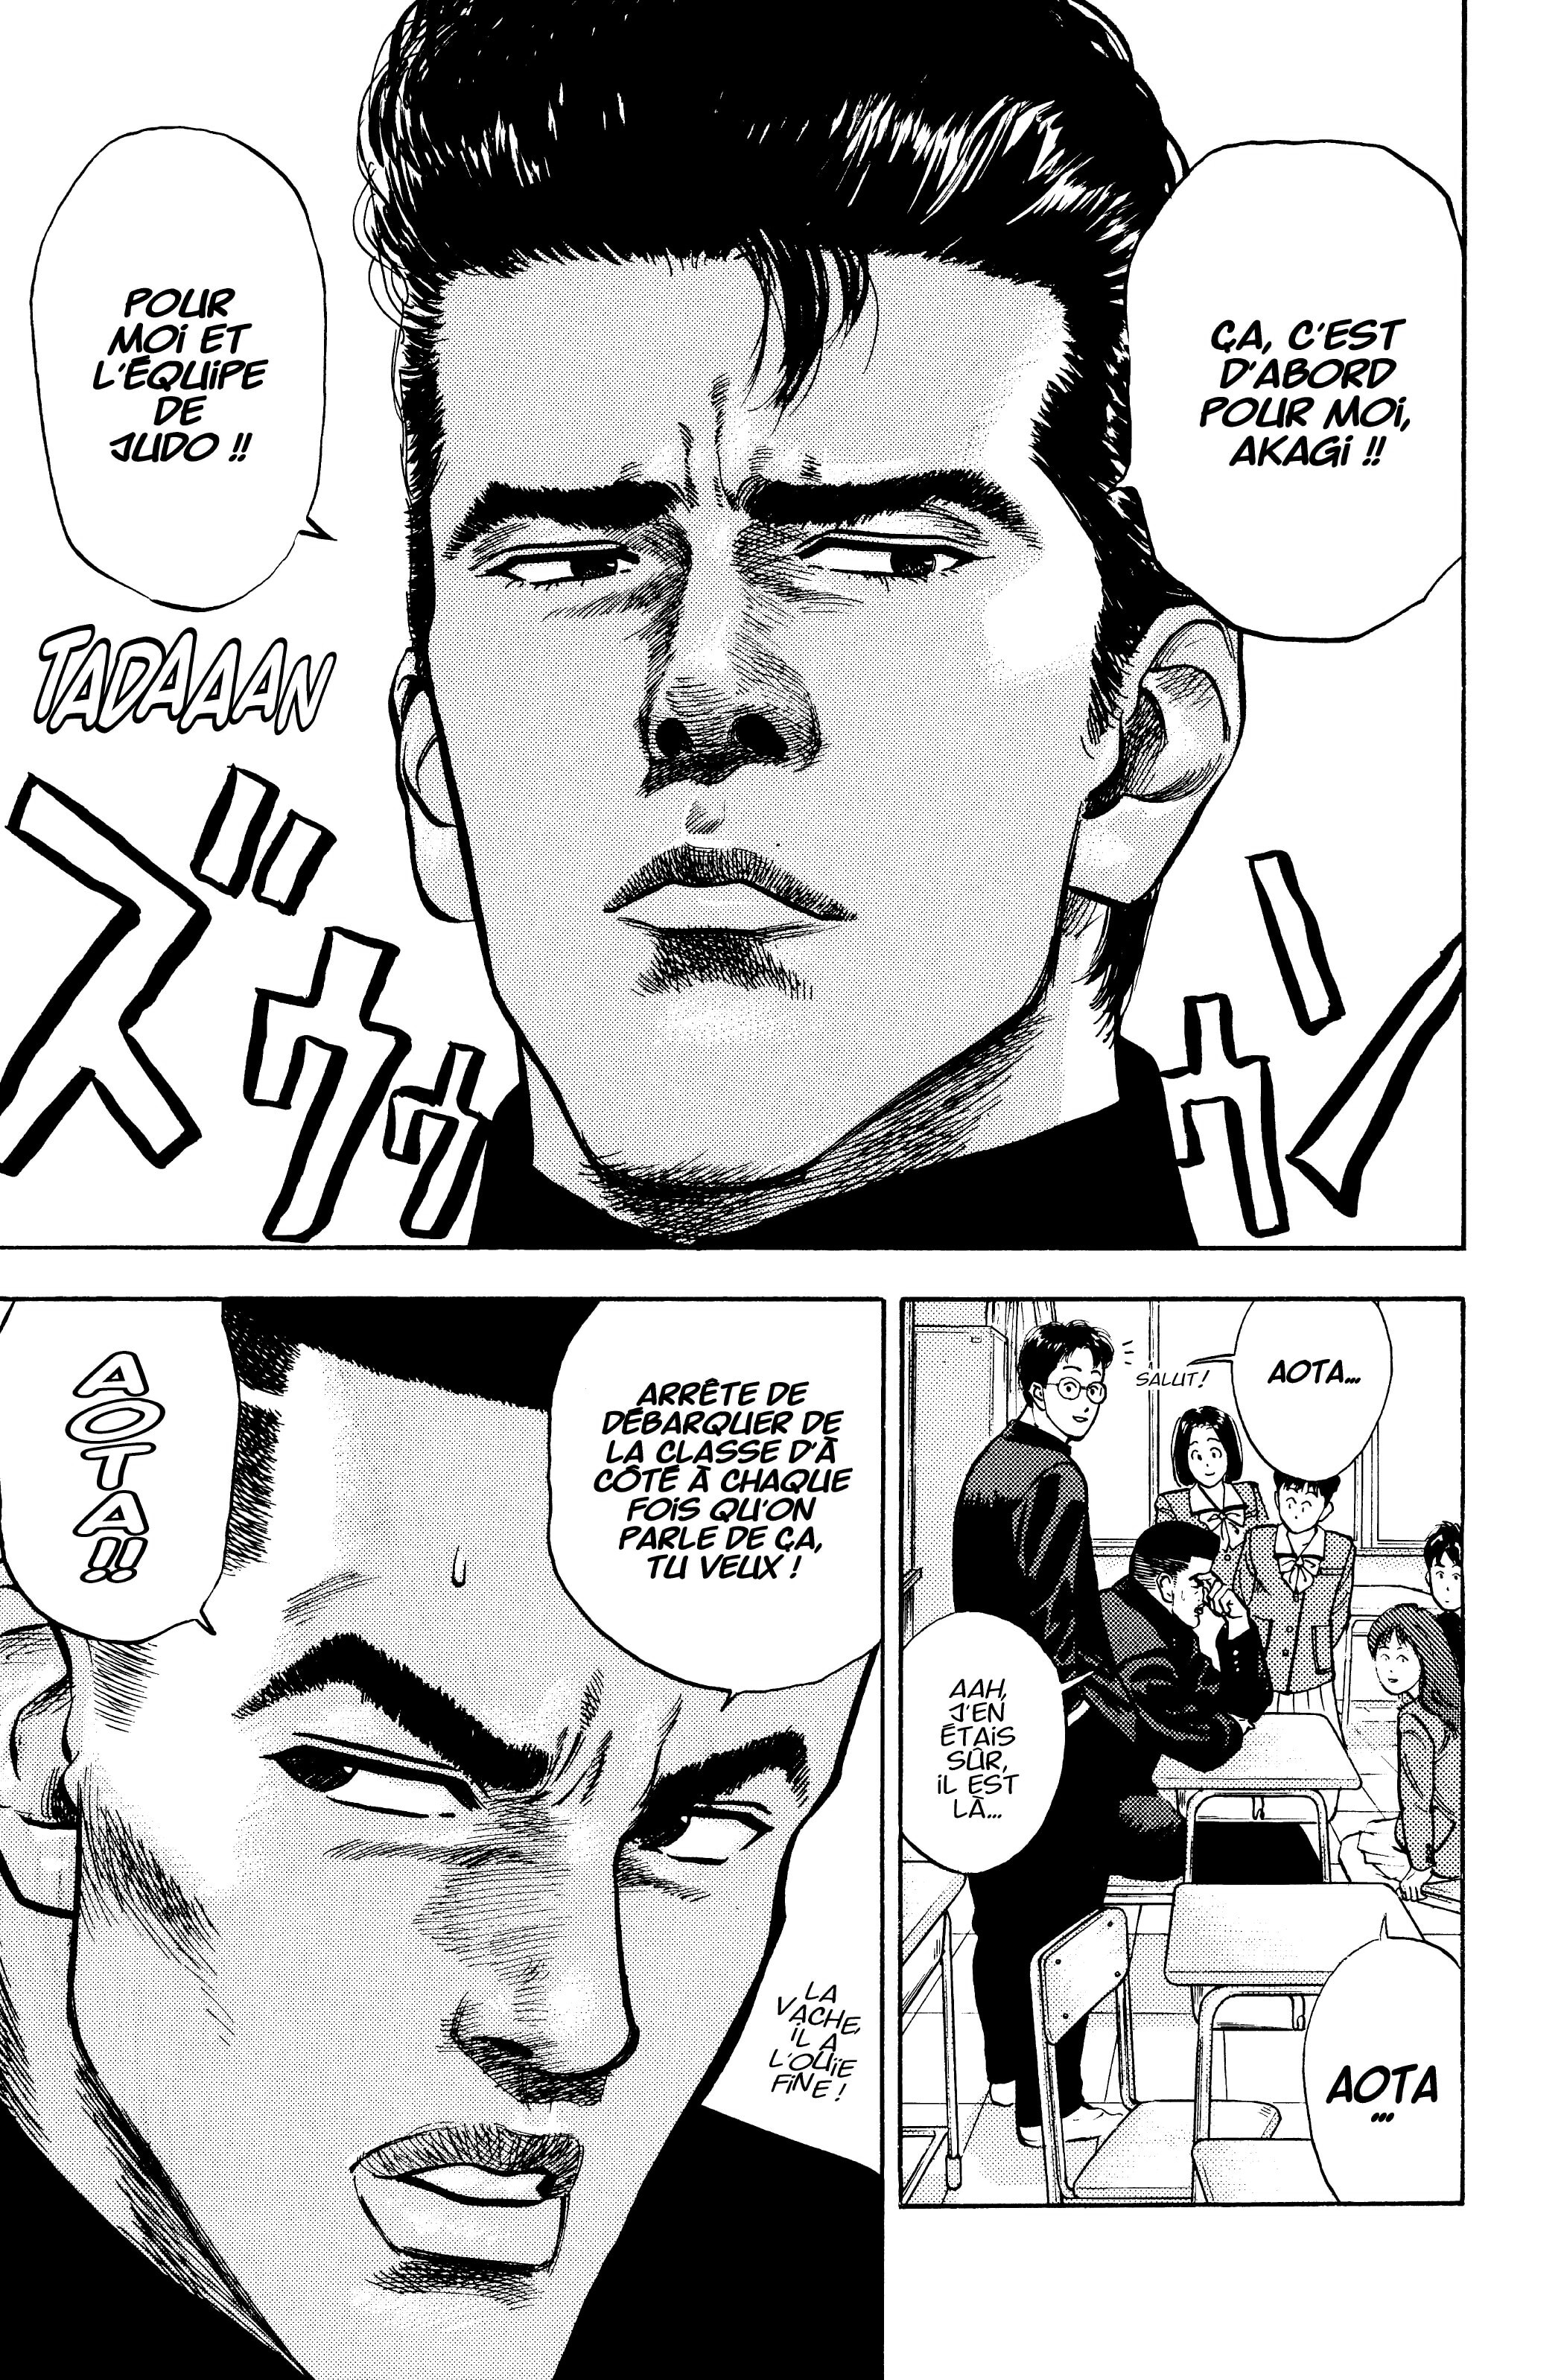 ÇA, C'EST
D'ABORD
POUR MOI,
AKAGI !!
POUR
MOI ET
L'ÉQUIPE
DE
JUDO !!
TADAAAN
ズウゥゥン
AOTA...
SALUT !
AAH,
J'EN
ÉTAIS
SÛR,
IL EST
LÀ...
AOTA
...
ARRÊTE DE
DÉBARQUER DE
LA CLASSE D'À
CÔTÉ À CHAQUE
FOIS QU'ON
PARLE DE ÇA,
TU VEUX !
AOTA!!
LA
VACHE,
IL A
L'OUÏE
FINE !